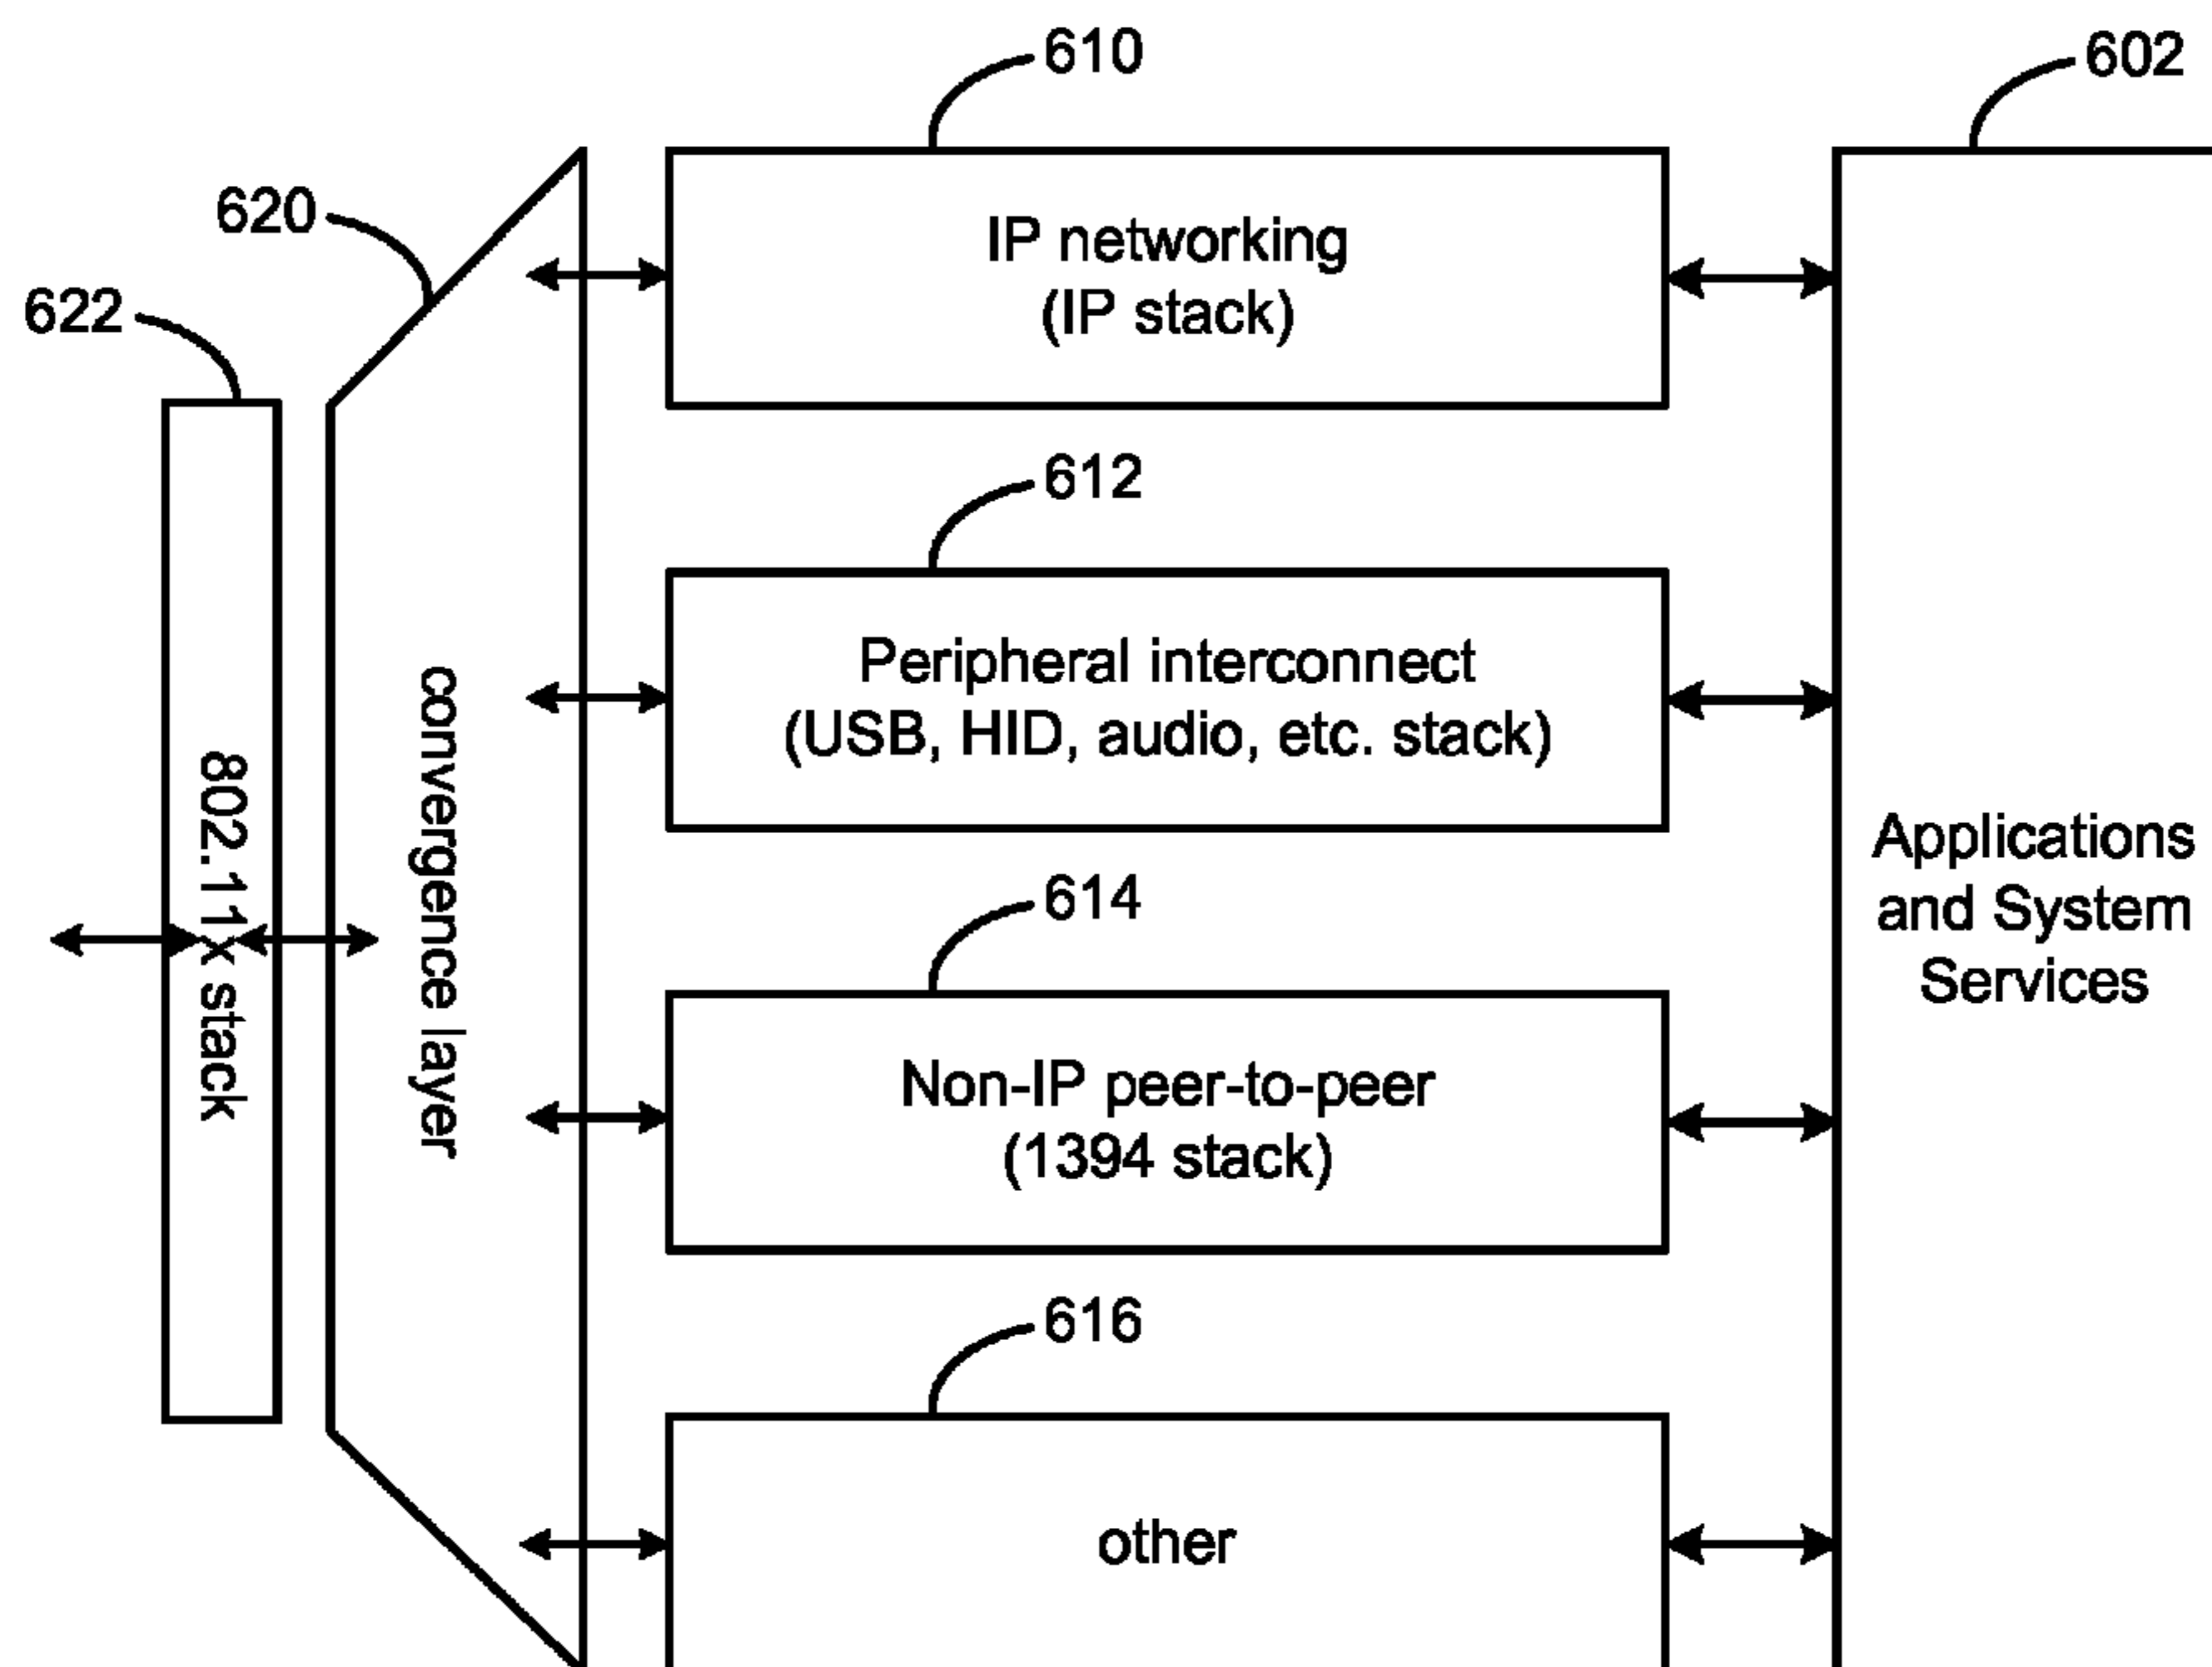 610
602
620
IP networking
(IP stack)
622
612
Peripheral interconnect
(USB, HID, audio, etc. stack)
convergence layer
802.11x stack
Applications
and System
Services
614
Non-IP peer-to-peer
(1394 stack)
616
other